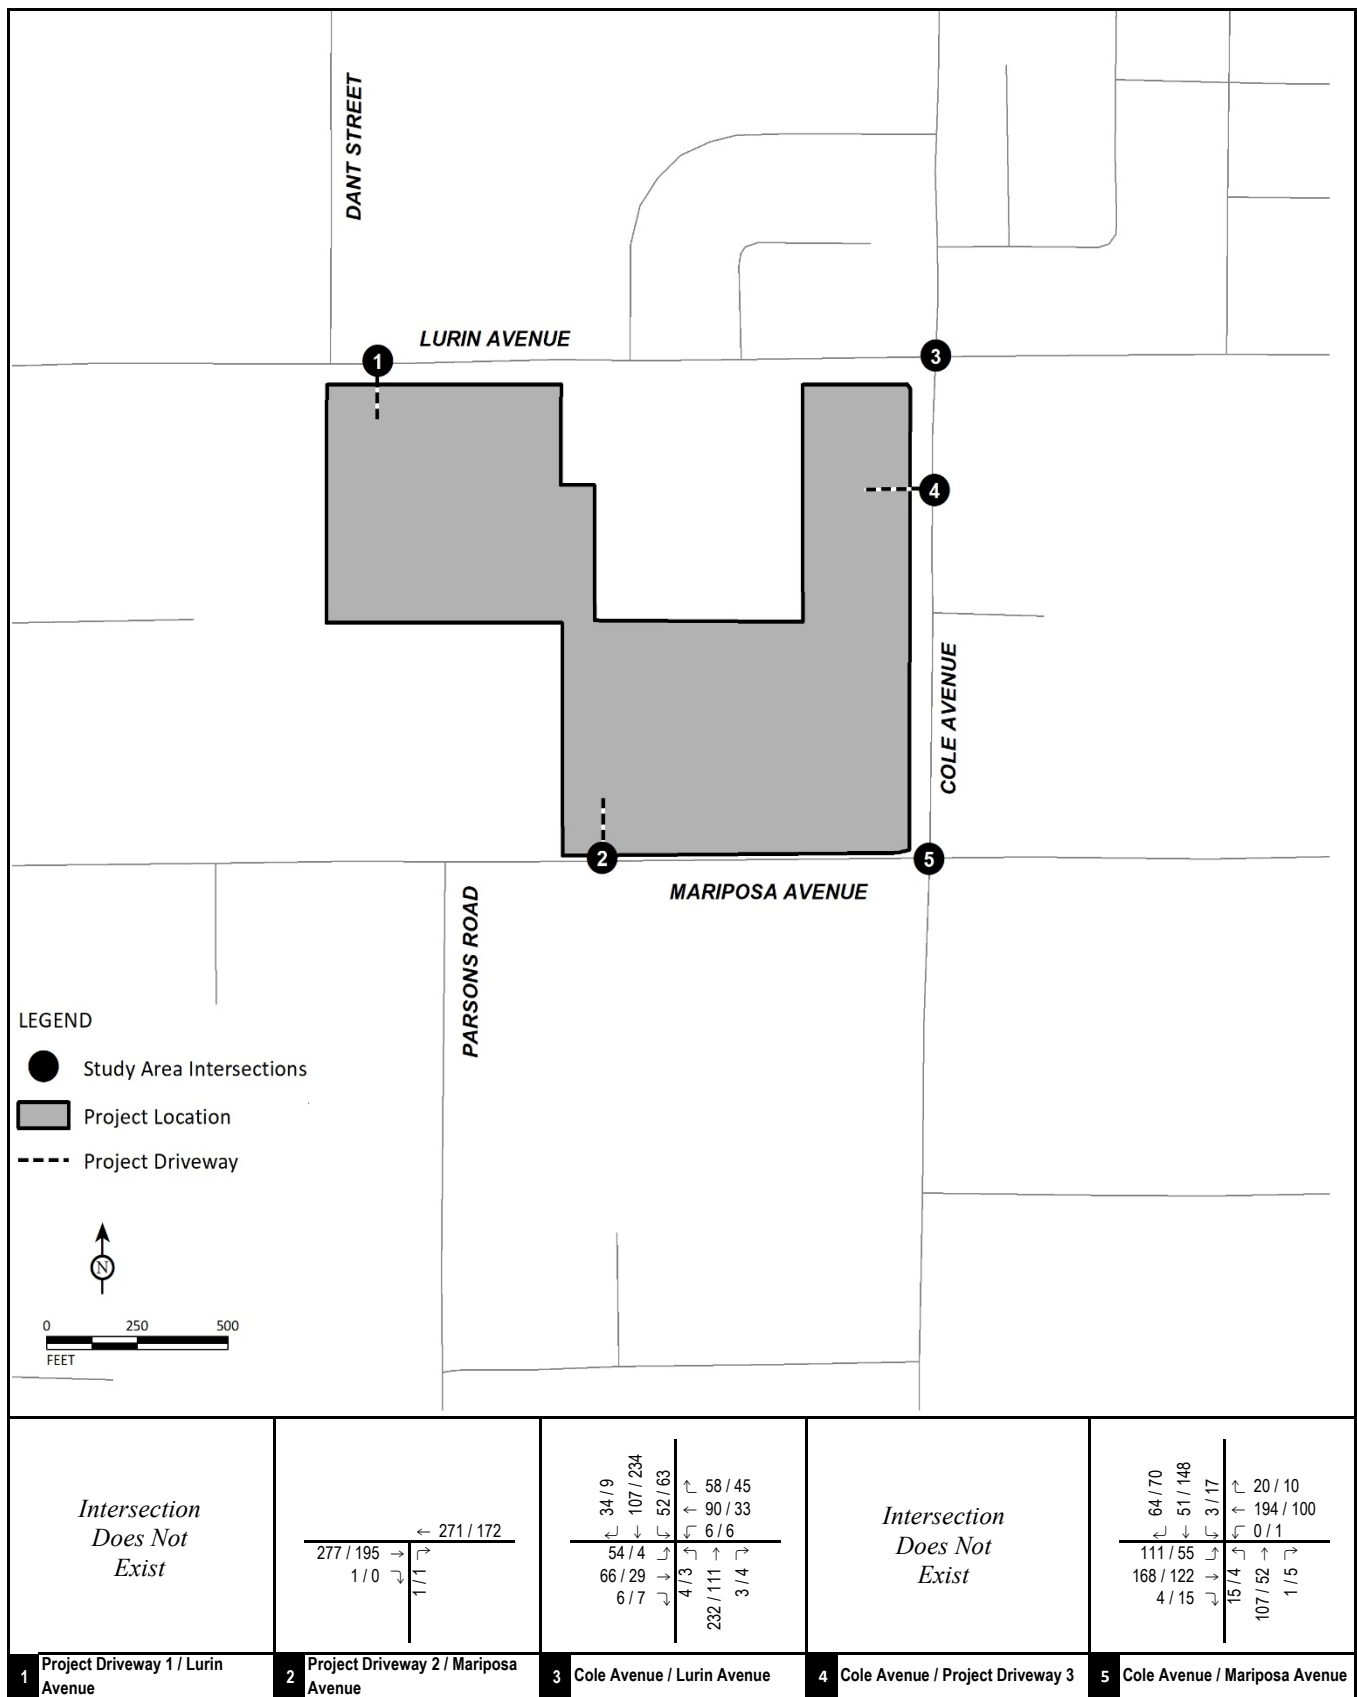 DANT STREET
LURIN AVENUE
1
3
4
COLE AVENUE
2
5
MARIPOSA AVENUE
PARSONS ROAD
LEGEND
Study Area Intersections
Project Location
Project Driveway
N
0 250 500
FEET
Intersection
Does Not
Exist
← 271 / 172
277 / 195 →
1 / 0
1 / 1
34 / 9
107 / 234
52 / 63
58 / 45
← 90 / 33
6 / 6
54 / 4
66 / 29 →
6 / 7
4 / 3
232 / 111
3 / 4
Intersection
Does Not
Exist
64 / 70
51 / 148
3 / 17
20 / 10
← 194 / 100
0 / 1
111 / 55
168 / 122 →
4 / 15
15 / 4
107 / 52
1 / 5
1 Project Driveway 1 / Lurin
Avenue
2 Project Driveway 2 / Mariposa
Avenue
3 Cole Avenue / Lurin Avenue
4 Cole Avenue / Project Driveway 3
5 Cole Avenue / Mariposa Avenue